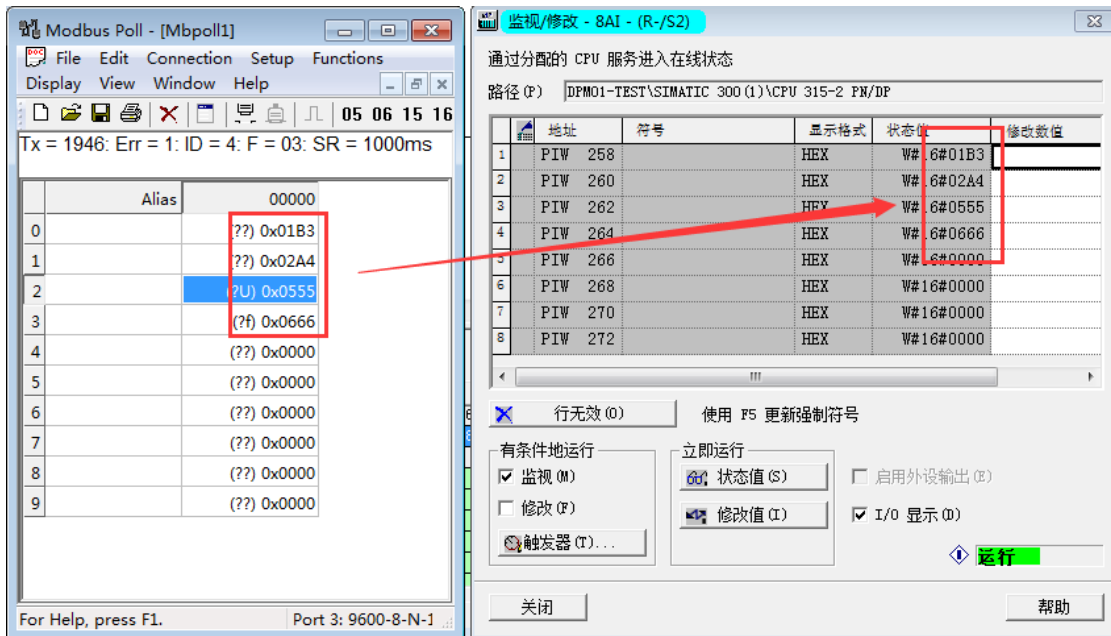 Modbus Poll - [Mbpoll1]
File Edit Connection Setup Functions
Display View Window Help
05 06 15 16
Tx = 1946: Err = 1: ID = 4: F = 03: SR = 1000ms
Alias 00000
0 (??) 0x01B3
1 (??) 0x02A4
2 (?U) 0x0555
3 (?f) 0x0666
4 (??) 0x0000
5 (??) 0x0000
6 (??) 0x0000
7 (??) 0x0000
8 (??) 0x0000
9 (??) 0x0000
For Help, press F1. Port 3: 9600-8-N-1
监视/修改 - 8AI - (R-/S2)
通过分配的 CPU 服务进入在线状态
路径(P) DPM01-TEST\SIMATIC 300(1)\CPU 315-2 PN/DP
地址 符号 显示格式 状态值 修改数值
1 PIW 258 HEX W#16#01B3
2 PIW 260 HEX W#16#02A4
3 PIW 262 HEX W#16#0555
4 PIW 264 HEX W#16#0666
5 PIW 266 HEX W#16#0000
6 PIW 268 HEX W#16#0000
7 PIW 270 HEX W#16#0000
8 PIW 272 HEX W#16#0000
行无效(O) 使用 F5 更新强制符号
有条件地运行 立即运行
监视(M) 状态值(S) 启用外设输出(E)
修改(F) 修改值(I) I/O 显示(D)
触发器(T)...
运行
关闭 帮助